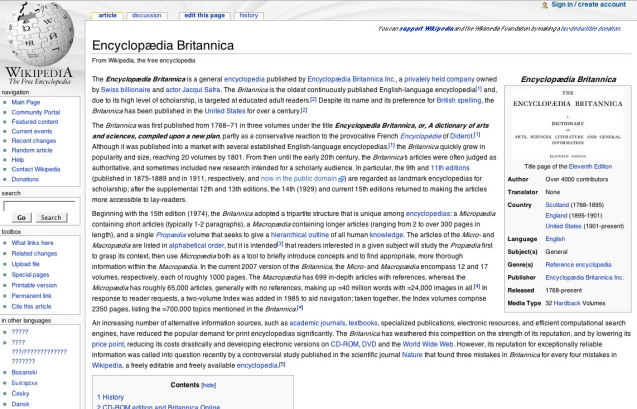 Sign in / create account
article
discussion
edit this page
history
You can support Wikipedia and the Wikimedia Foundation by making a tax-deductible donation.
Encyclopædia Britannica
From Wikipedia, the free encyclopedia
WIKIPEDIA
The Free Encyclopedia
navigation
Main Page
Community Portal
Featured content
Current events
Recent changes
Random article
Help
Contact Wikipedia
Donations
search
Go
Search
toolbox
What links here
Related changes
Upload file
Special pages
Printable version
Permanent link
Cite this article
in other languages
?????
????
???/?????????????
???????
Bosanski
Български
Česky
Dansk
The Encyclopædia Britannica is a general encyclopedia published by Encyclopædia Britannica Inc., a privately held company owned
by Swiss billionaire and actor Jacqui Safra. The Britannica is the oldest continuously published English-language encyclopedia[1] and,
due to its high level of scholarship, is targeted at educated adult readers.[2] Despite its name and its preference for British spelling, the
Britannica has been published in the United States for over a century.[2]
The Britannica was first published from 1768–71 in three volumes under the title Encyclopædia Britannica, or, A dictionary of arts
and sciences, compiled upon a new plan, partly as a conservative reaction to the provocative French Encyclopédie of Diderot.[1]
Although it was published into a market with several established English-language encyclopedias,[1] the Britannica quickly grew in
popularity and size, reaching 20 volumes by 1801. From then until the early 20th century, the Britannica's articles were often judged as
authoritative, and sometimes included new research intended for a scholarly audience. In particular, the 9th and 11th editions
(published in ≈1875-1889 and in 1911, respectively, and now in the public domain) are regarded as landmark encyclopedias for
scholarship; after the supplemental 12th and 13th editions, the 14th (1929) and current 15th editions returned to making the articles
more accessible to lay-readers.
Beginning with the 15th edition (1974), the Britannica adopted a tripartite structure that is unique among encyclopedias: a Micropædia
containing short articles (typically 1-2 paragraphs), a Macropædia containing longer articles (ranging from 2 to over 300 pages in
length), and a single Propædia volume that seeks to give a hierarchical outline of all human knowledge. The articles of the Micro- and
Macropædia are listed in alphabetical order, but it is intended[3] that readers interested in a given subject will study the Propædia first
to grasp its context, then use Micropædia both as a tool to briefly introduce concepts and to find appropriate, more thorough
information within the Macropædia. In the current 2007 version of the Britannica, the Micro- and Macropædia encompass 12 and 17
volumes, respectively, each of roughly 1000 pages. The Macropædia has 699 in-depth articles with references, whereas the
Micropædia has roughly 65,000 articles, generally with no references, making up ≈40 million words with ≈24,000 images in all.[4] In
response to reader requests, a two-volume Index was added in 1985 to aid navigation; taken together, the Index volumes comprise
2350 pages, listing the ≈700,000 topics mentioned in the Britannica.[4]
An increasing number of alternative information sources, such as academic journals, textbooks, specialized publications, electronic resources, and efficient computational search
engines, have reduced the popular demand for print encyclopedias significantly. The Britannica has weathered this competition on the strength of its reputation, and by lowering its
price point, reducing its costs drastically and developing electronic versions on CD-ROM, DVD and the World Wide Web. However, its reputation for exceptionally reliable
information was called into question recently by a controversial study published in the scientific journal Nature that found three mistakes in Britannica for every four mistakes in
Wikipedia, a freely editable and freely available encyclopedia.[5]
Contents [hide]
1 History
2 CD-ROM edition and Britannica Online
Encyclopædia Britannica
THE
ENCYCLOPÆDIA BRITANNICA
A
DICTIONARY
OF
ARTS, SCIENCES, LITERATURE AND GENERAL
INFORMATION
ELEVENTH EDITION
Title page of the Eleventh Edition
Author Over 4000 contributors
Translator None
Country Scotland (1768-1895)
England (1895-1901)
United States (1901-present)
Language English
Subject(s) General
Genre(s) Reference encyclopedia
Publisher Encyclopædia Britannica Inc.
Released 1768-present
Media Type 32 Hardback Volumes